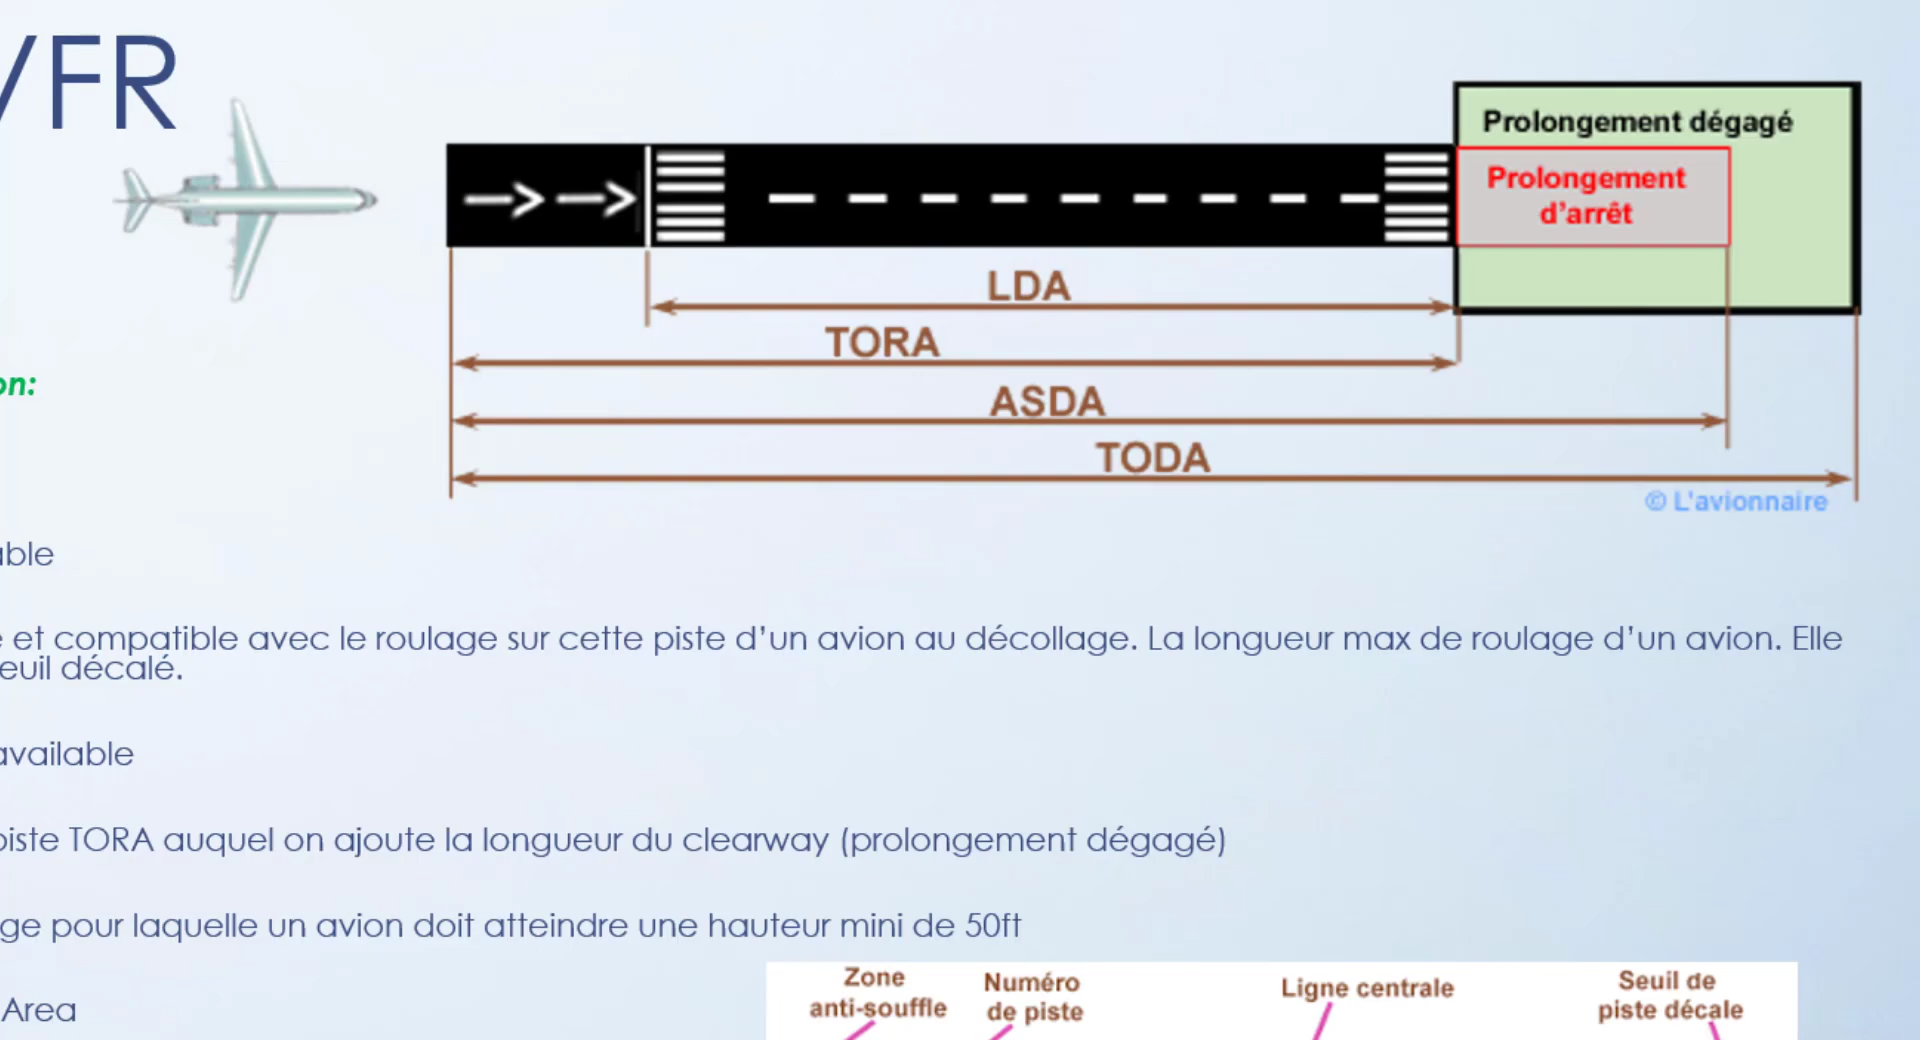 /FR
Prolongement dégagé
Prolongement
d'arrêt
LDA
TORA
on:
ASDA
TODA
© L'avionnaire
able
et compatible avec le roulage sur cette piste d'un avion au décollage. La longueur max de roulage d'un avion. Elle
euil décalé.
available
piste TORA auquel on ajoute la longueur du clearway (prolongement dégagé)
ge pour laquelle un avion doit atteindre une hauteur mini de 50ft
Area
Zone
anti-souffle
Numéro
de piste
Ligne centrale
Seuil de
piste décale